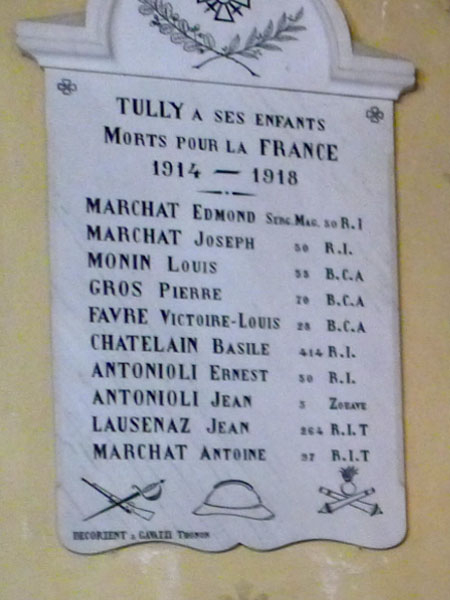 TULLY A SES ENFANTS
MORTS POUR LA FRANCE
1914 — 1918
MARCHAT EDMOND SERG. MAG. 30 R.I
MARCHAT JOSEPH 30 R.I.
MONIN LOUIS 53 B.C.A
GROS PIERRE 70 B.C.A
FAVRE VICTOIRE-LOUIS 28 B.C.A
CHATELAIN BASILE 414 R.I.
ANTONIOLI ERNEST 30 R.I.
ANTONIOLI JEAN 3 ZOUAVE
LAUSENAZ JEAN 264 R.I.T
MARCHAT ANTOINE 37 R.I.T
THONON